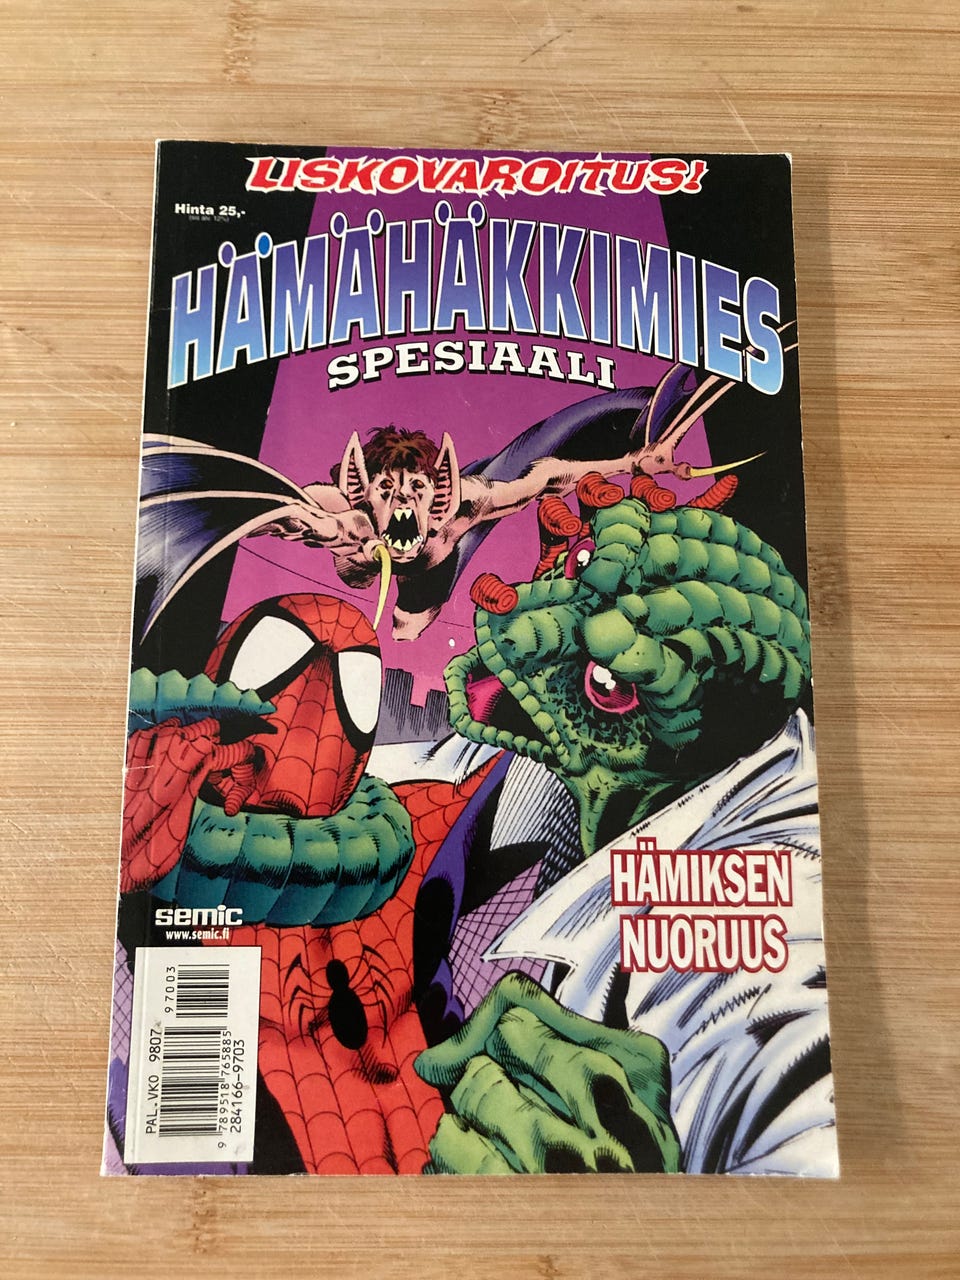 LISKOVAROITUS!
Hinta 25,-
HÄMÄHÄKKIMIES
SPESIAALI
HÄMIKSEN
NUORUUS
semic
www.semic.fi
97003
PAL.VKO 9807
9 789518 765885
284166-9703